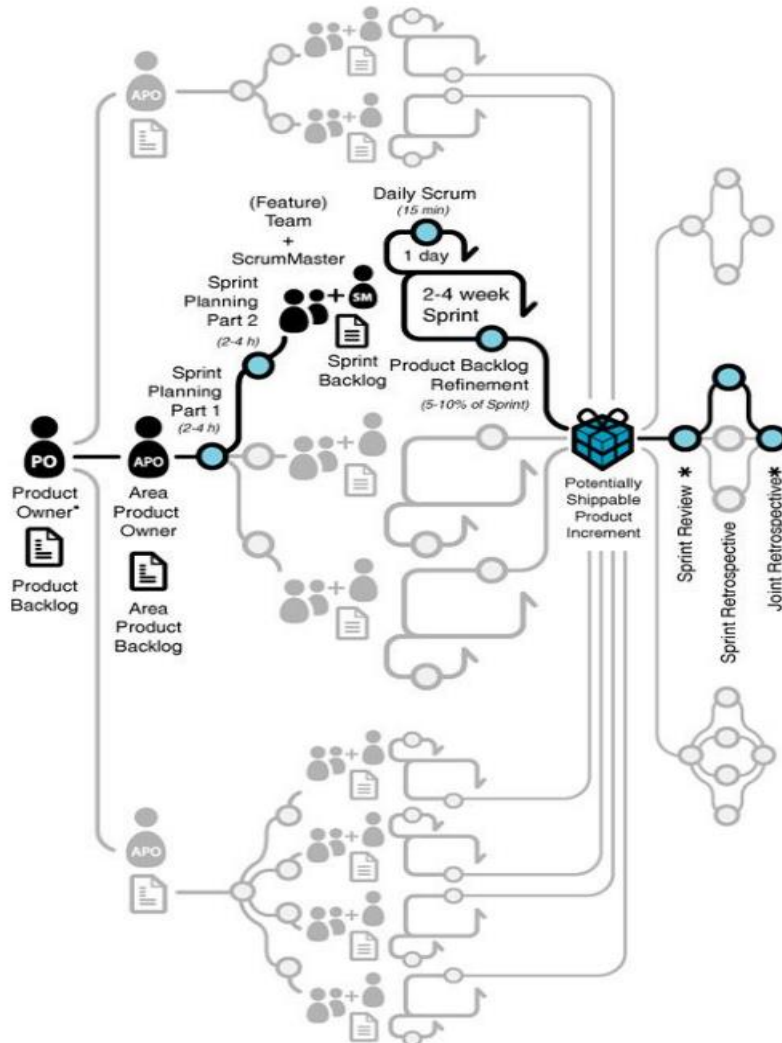 APO
Daily Scrum
(15 min)
1 day
(Feature)
Team
+
ScrumMaster
Sprint
Planning
Part 2
(2-4 h)
SM
2-4 week
Sprint
Sprint
Backlog
Product Backlog
Refinement
(5-10% of Sprint)
Sprint
Planning
Part 1
(2-4 h)
PO
APO
Product
Owner*
Product
Backlog
Area
Product
Owner
Area
Product
Backlog
Potentially
Shippable
Product
Increment
Sprint Review *
Sprint Retrospective
Joint Retrospective*
APO